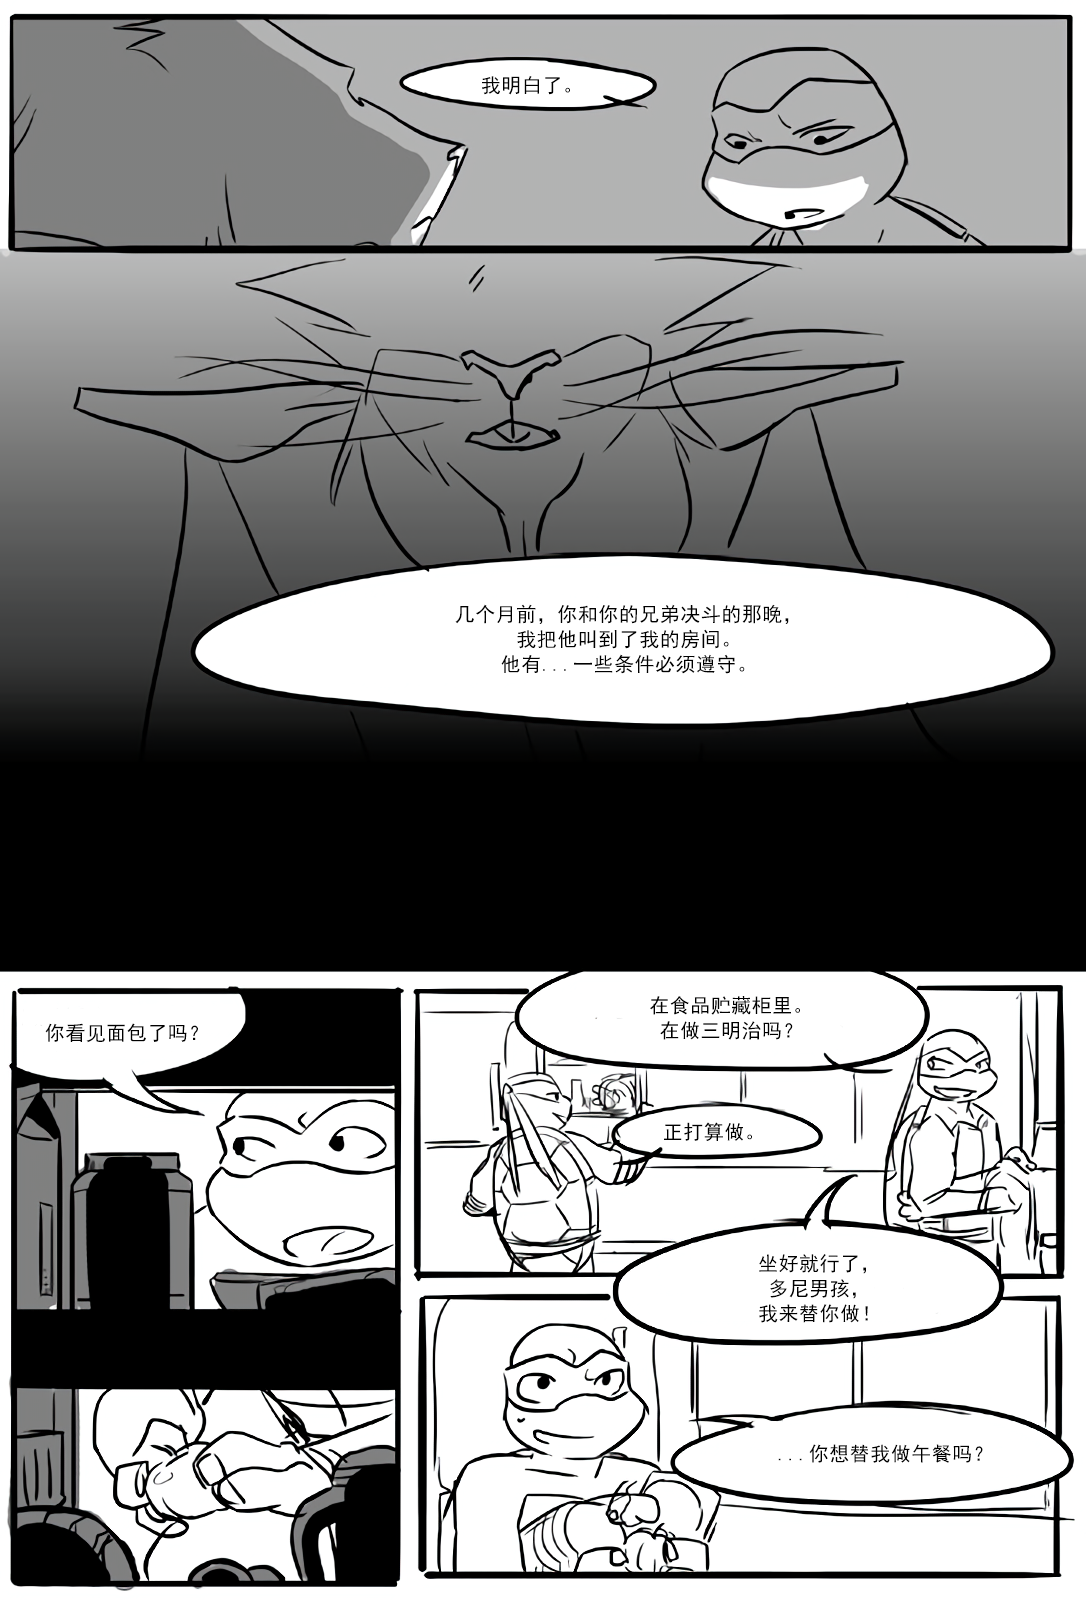 我明白了。
几个月前，你和你的兄弟决斗的那晚，
我把他叫到了我的房间。
他有...一些条件必须遵守。
你看见面包了吗？
在食品贮藏柜里。
在做三明治吗？
正打算做。
坐好就行了，
多尼男孩，
我来替你做！
...你想替我做午餐吗？